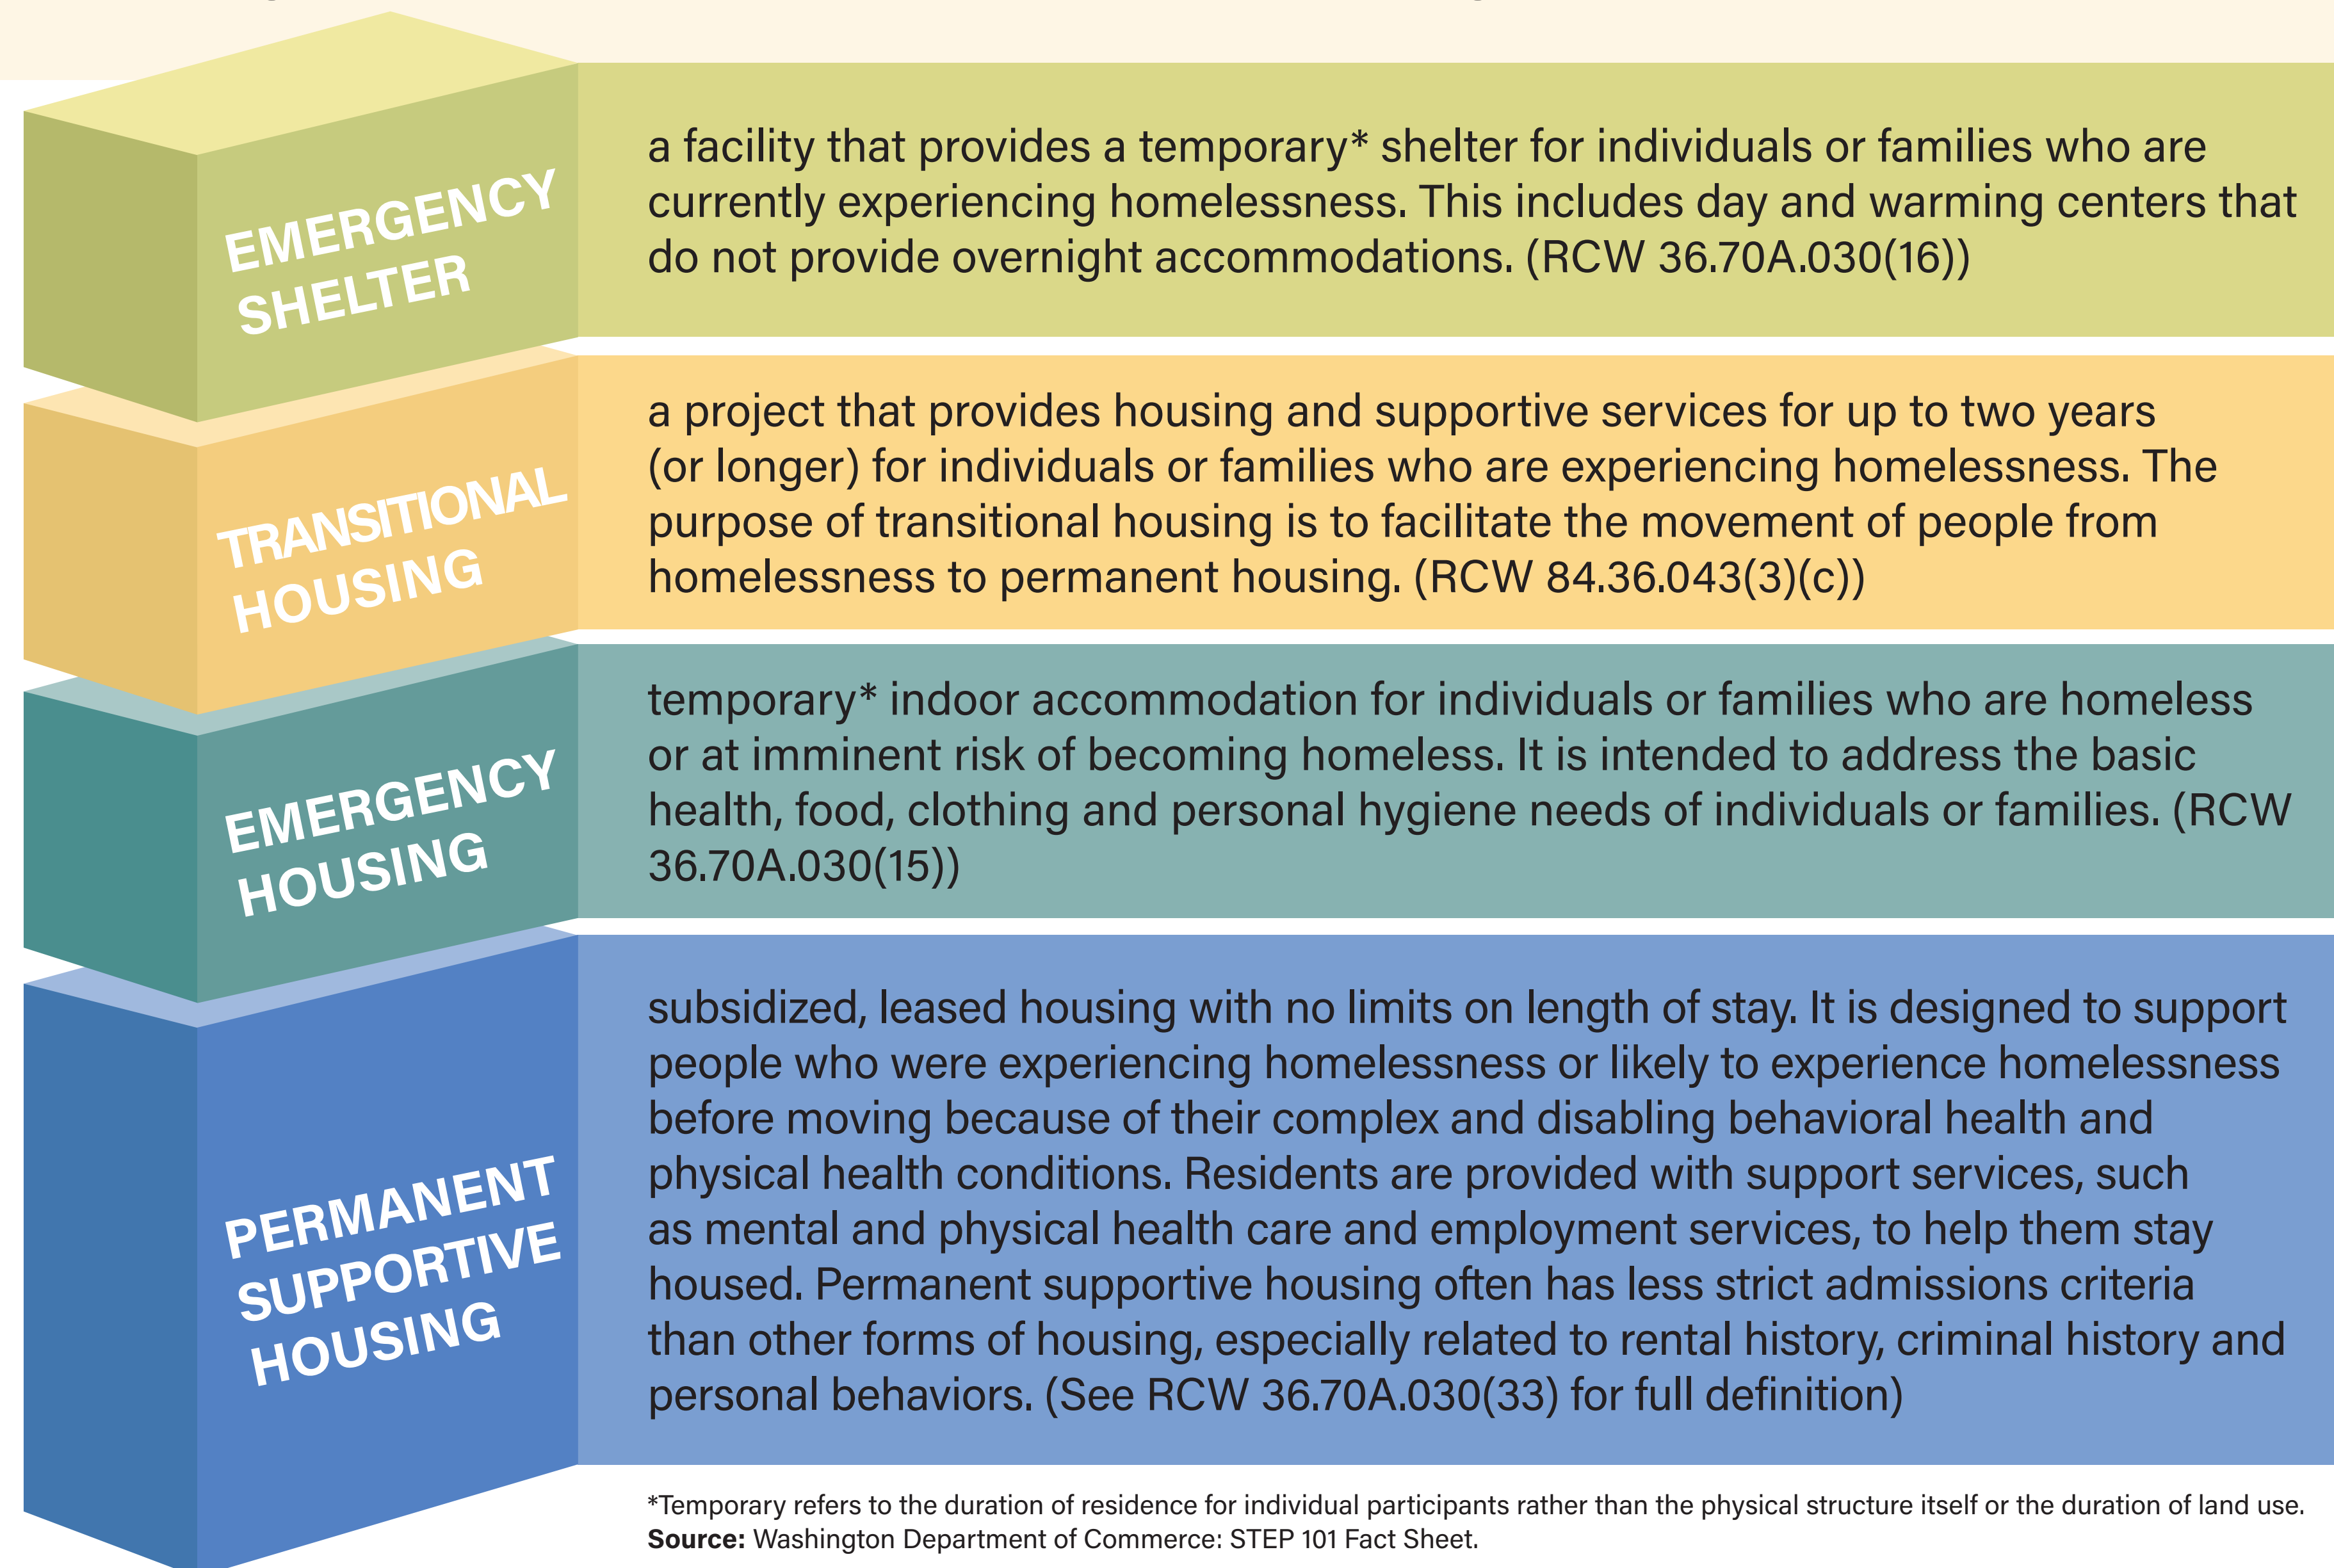 EMERGENCY
SHELTER
a facility that provides a temporary* shelter for individuals or families who are
currently experiencing homelessness. This includes day and warming centers that
do not provide overnight accommodations. (RCW 36.70A.030(16))
TRANSITIONAL
HOUSING
a project that provides housing and supportive services for up to two years
(or longer) for individuals or families who are experiencing homelessness. The
purpose of transitional housing is to facilitate the movement of people from
homelessness to permanent housing. (RCW 84.36.043(3)(c))
EMERGENCY
HOUSING
temporary* indoor accommodation for individuals or families who are homeless
or at imminent risk of becoming homeless. It is intended to address the basic
health, food, clothing and personal hygiene needs of individuals or families. (RCW
36.70A.030(15))
PERMANENT
SUPPORTIVE
HOUSING
subsidized, leased housing with no limits on length of stay. It is designed to support
people who were experiencing homelessness or likely to experience homelessness
before moving because of their complex and disabling behavioral health and
physical health conditions. Residents are provided with support services, such
as mental and physical health care and employment services, to help them stay
housed. Permanent supportive housing often has less strict admissions criteria
than other forms of housing, especially related to rental history, criminal history and
personal behaviors. (See RCW 36.70A.030(33) for full definition)
*Temporary refers to the duration of residence for individual participants rather than the physical structure itself or the duration of land use.
Source: Washington Department of Commerce: STEP 101 Fact Sheet.